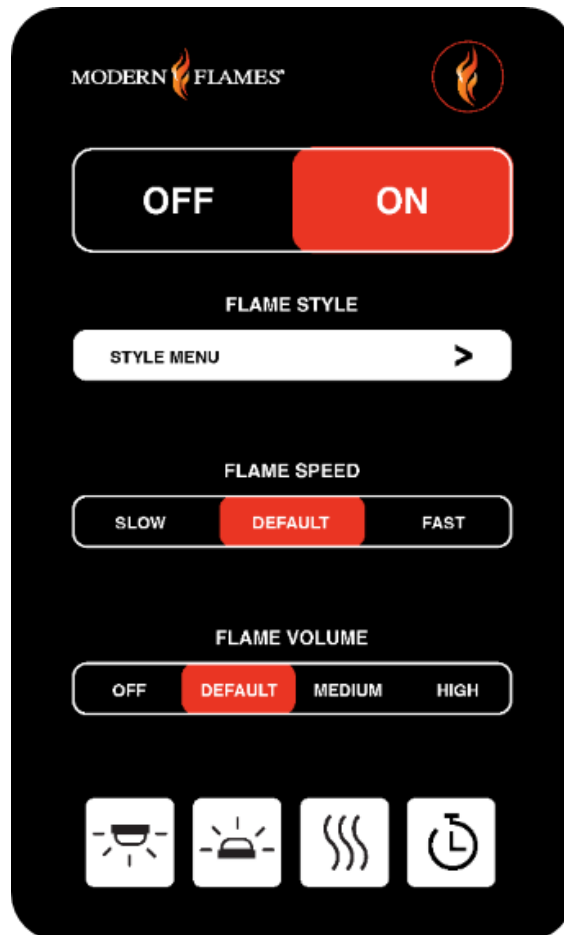 MODERN FLAMES®
OFF ON
FLAME STYLE
STYLE MENU >
FLAME SPEED
SLOW DEFAULT FAST
FLAME VOLUME
OFF DEFAULT MEDIUM HIGH